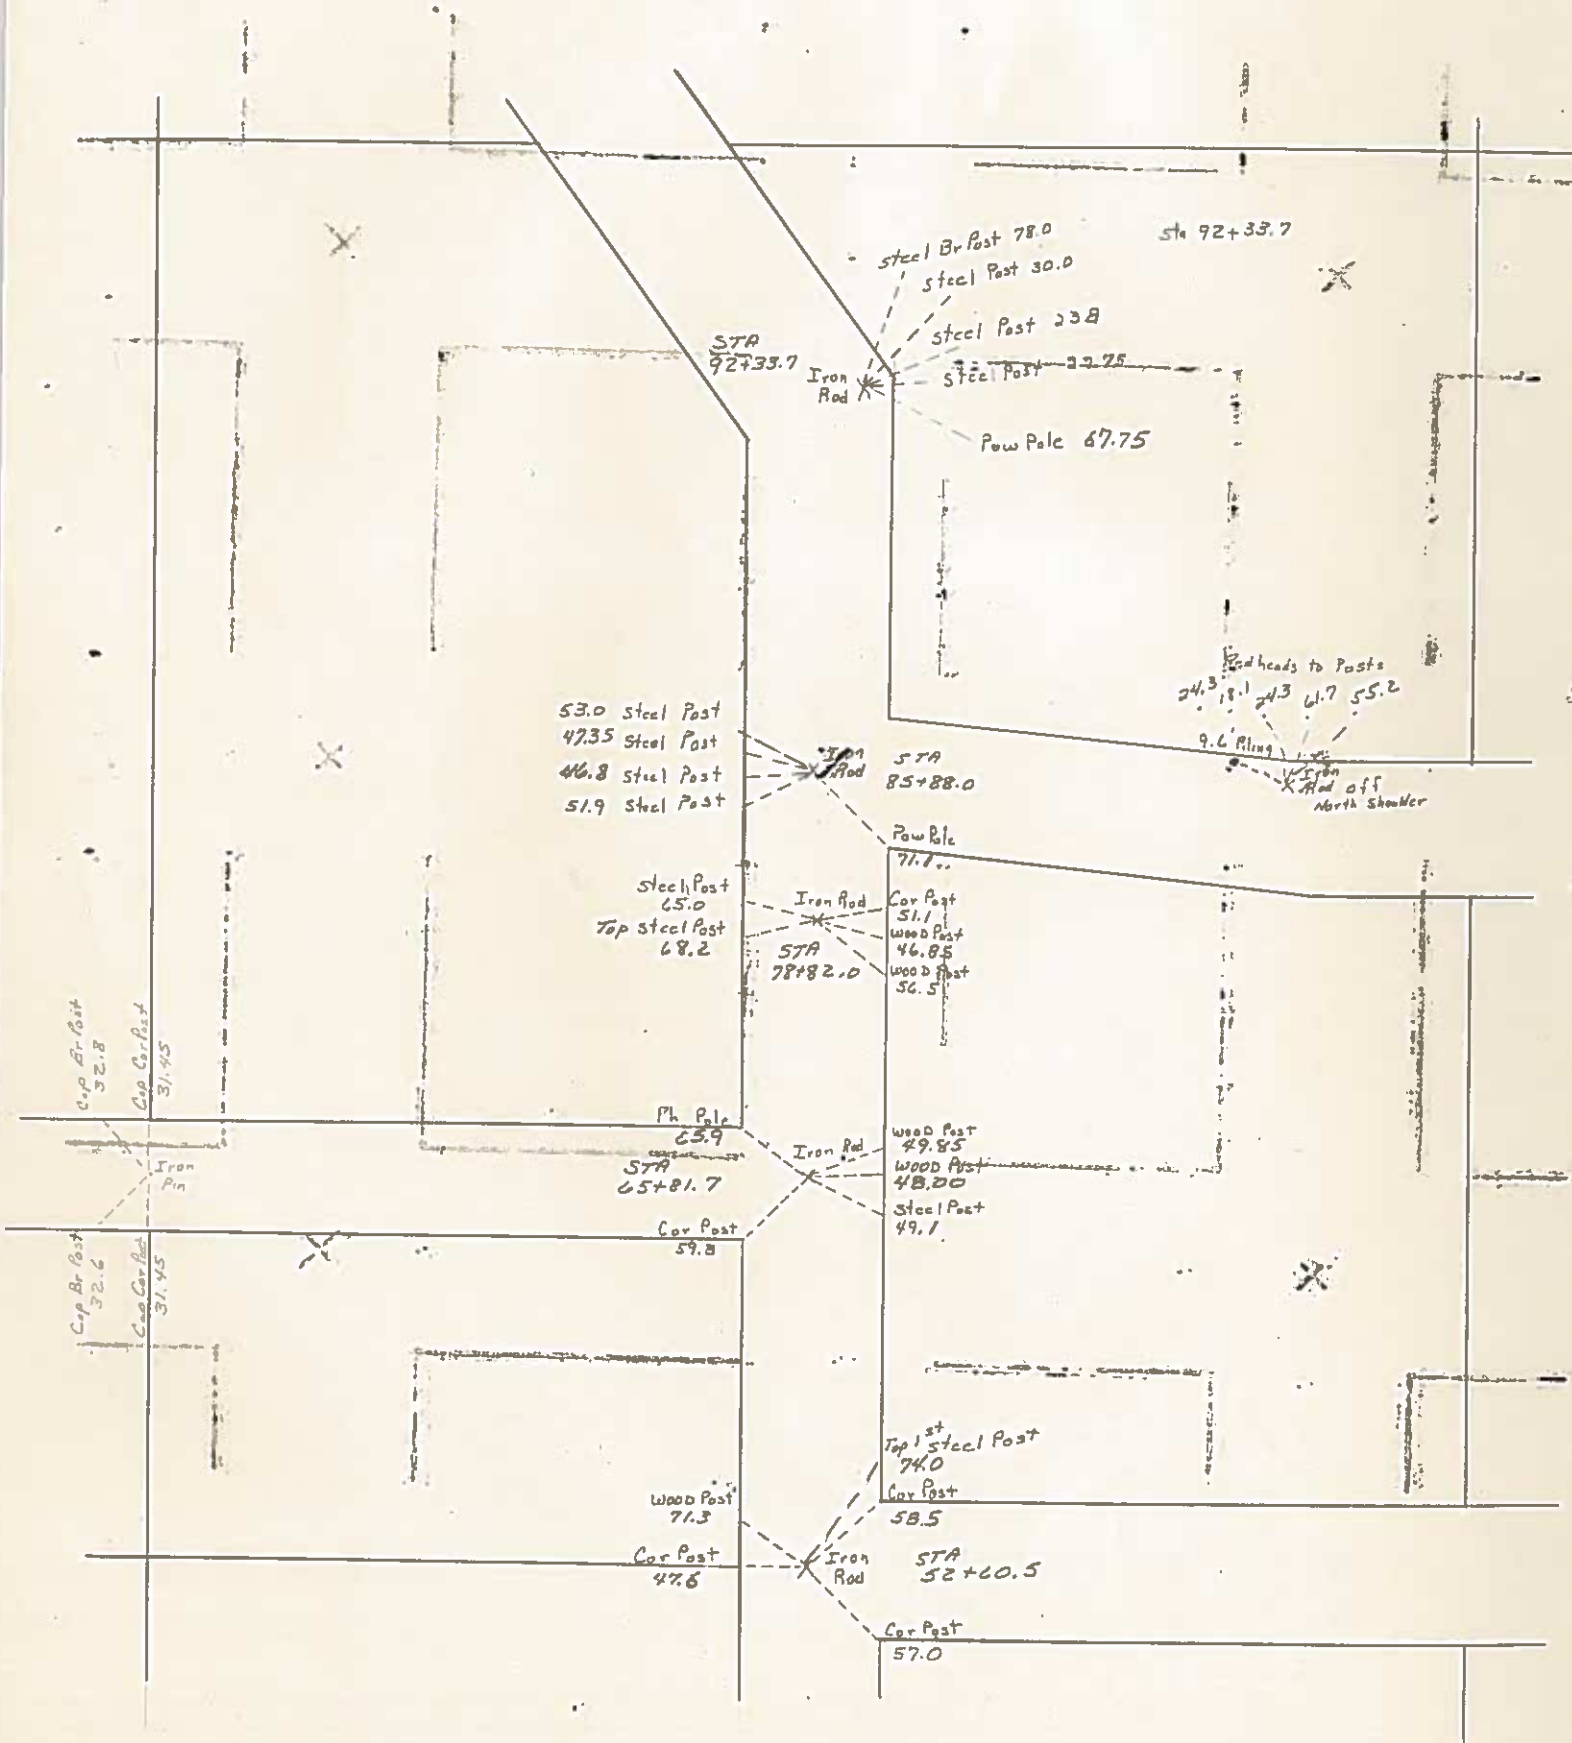 Steel Br Post 78.0
Sta 92+33.7
Steel Post 30.0
Steel Post 23.8
STA
92+33.7
Steel Post 22.75
Iron
Rod
Pow Pole 67.75
Rodheads to Posts
24.3 18.1 24.3 61.7 55.2
9.6 Piling
Iron
Rod off
North Shoulder
53.0 Steel Post
47.35 Steel Post
46.8 Steel Post
51.9 Steel Post
Iron
Rod
STA
85+88.0
Pow Pole
71.1
Steel Post
65.0
Top Steel Post
68.2
Iron Rod
STA
78+82.0
Cor Post
51.1
Wood Post
46.85
Wood Post
56.5
Cop Br Post
32.8
Cop Cor Post
31.45
Iron
Pin
Cop Br Post
32.6
Cop Cor Post
31.45
Ph Pole
65.9
STA
65+81.7
Cor Post
59.8
Iron Rod
Wood Post
49.85
Wood Post
48.00
Steel Post
49.1
Top 1st Steel Post
74.0
Cor Post
58.5
Wood Post
71.3
Cor Post
47.6
Iron
Rod
STA
52+60.5
Cor Post
57.0